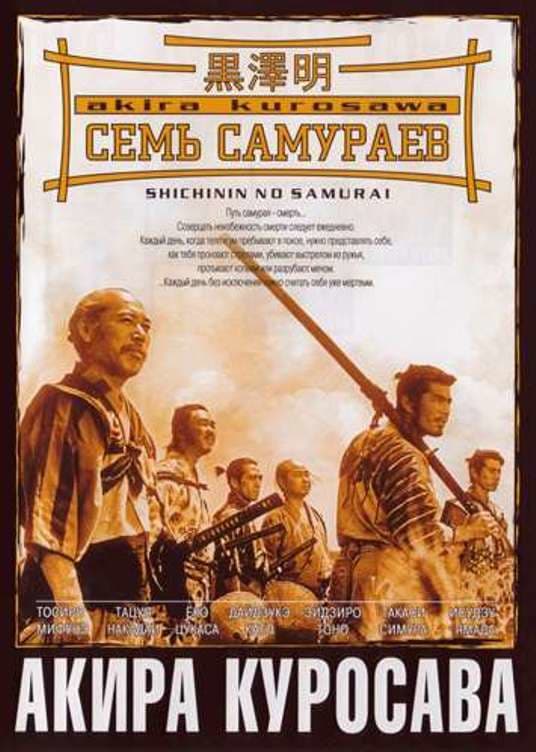 黒澤明
akira kurosawa
СЕМЬ САМУРАЕВ
SHICHININ NO SAMURAI
Путь самурая - смерть...
Созерцать неизбежность смерти следует ежедневно.
Каждый день, когда тело и ум пребывают в покое, нужно представлять себе,
как тебя пронзают стрелами, убивают выстрелом из ружья,
протыкают копьем или разрубают мечом.
...Каждый день без исключения нужно считать себя уже мертвым.
ТОСИРО ТАЦУЯ ЁКО ДАЙДЗУКЭ ЭЙДЗИРО ТАКАСИ ИСУДЗУ
МИФУНЭ НАКАДАИ ЦУКАСА КАТО ТОНО СИМУРА ЯМАДА
АКИРА КУРОСАВА